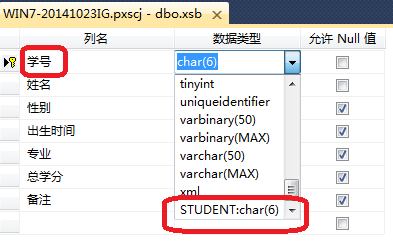 WIN7-20141023IG.pxscj - dbo.xsb
列名 数据类型 允许 Null 值
学号 char(6)
姓名 tinyint
性别 uniqueidentifier
出生时间 varbinary(50)
varbinary(MAX)
专业 varchar(50)
总学分 varchar(MAX)
备注 xml
STUDENT:char(6)